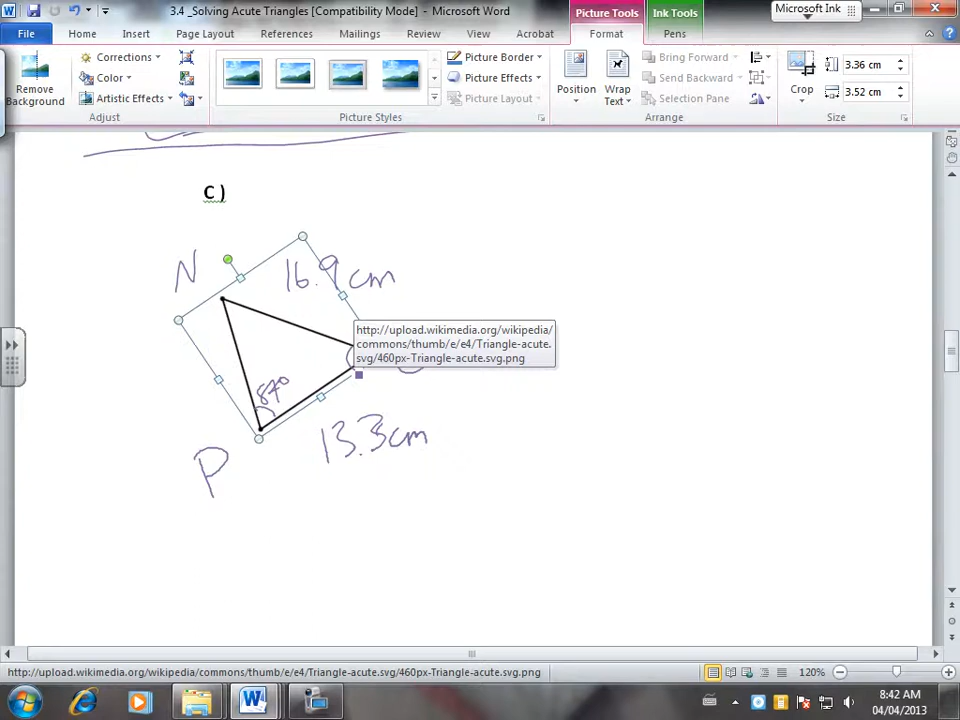 3.4 _Solving Acute Triangles [Compatibility Mode] - Microsoft Word
Picture Tools
Ink Tools
Microsoft Ink
File
Home
Insert
Page Layout
References
Mailings
Review
View
Acrobat
Format
Pens
Remove Background
Corrections
Color
Artistic Effects
Adjust
Picture Styles
Picture Border
Picture Effects
Picture Layout
Position
Wrap Text
Bring Forward
Send Backward
Selection Pane
Arrange
Crop
3.36 cm
3.52 cm
Size
C )
N
16.9 cm
http://upload.wikimedia.org/wikipedia/
commons/thumb/e/e4/Triangle-acute.
svg/460px-Triangle-acute.svg.png
87°
13.3cm
P
http://upload.wikimedia.org/wikipedia/commons/thumb/e/e4/Triangle-acute.svg/460px-Triangle-acute.svg.png
120%
8:42 AM
04/04/2013